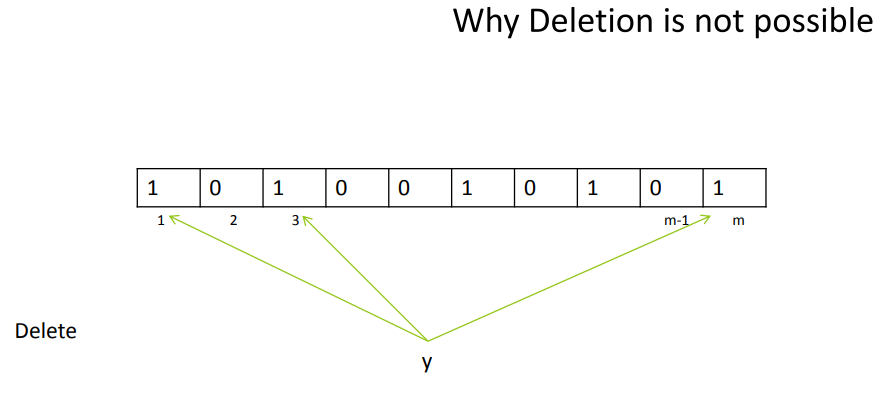 Why Deletion is not possible
1 0 1 0 0 1 0 1 0 1
1 2 3 m-1 m
Delete
y